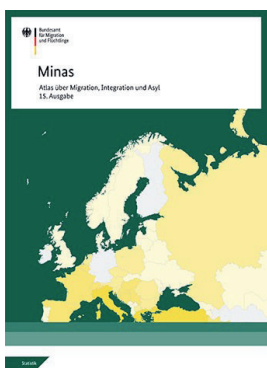 Bundesamt
für Migration
und Flüchtlinge
Minas
Atlas über Migration, Integration und Asyl
15. Ausgabe
Statistik